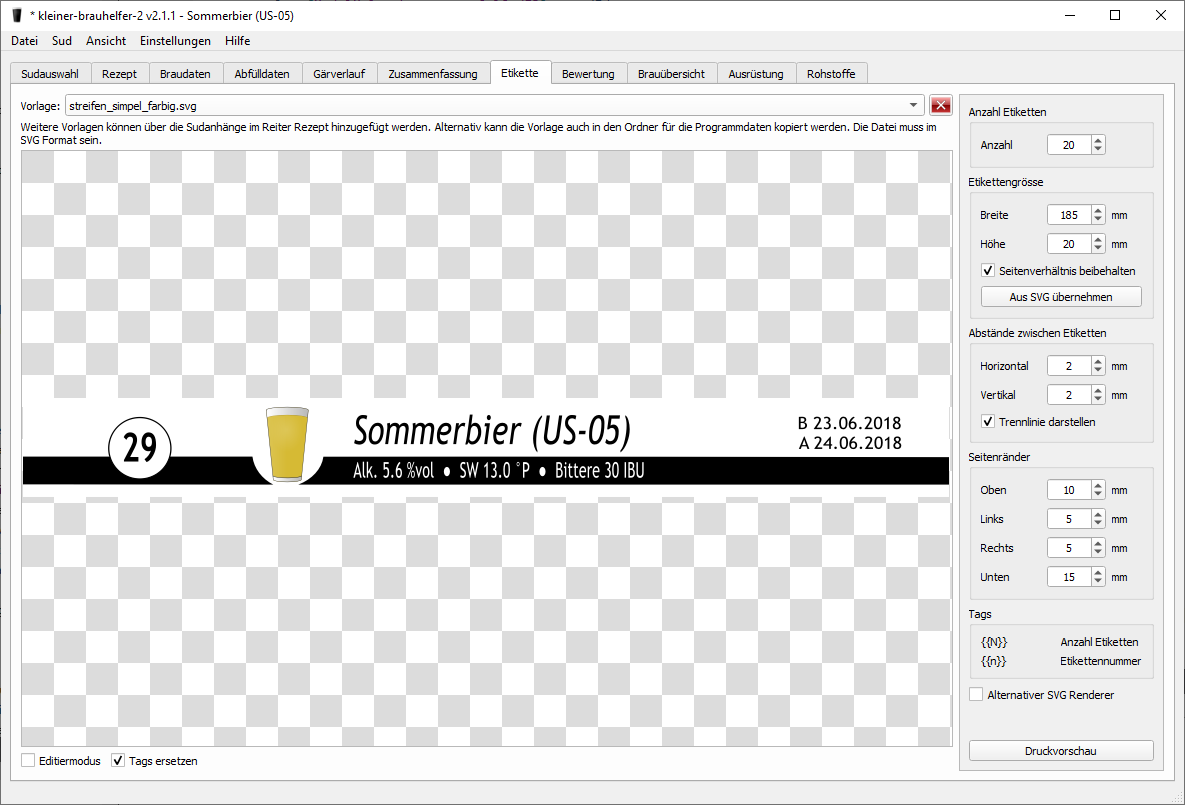 * kleiner-brauhelfer-2 v2.1.1 - Sommerbier (US-05)
Datei Sud Ansicht Einstellungen Hilfe
Sudauswahl Rezept Braudaten Abfülldaten Gärverlauf Zusammenfassung Etikette Bewertung Brauübersicht Ausrüstung Rohstoffe
Vorlage: streifen_simpel_farbig.svg
Weitere Vorlagen können über die Sudanhänge im Reiter Rezept hinzugefügt werden. Alternativ kann die Vorlage auch in den Ordner für die Programmdaten kopiert werden. Die Datei muss im
SVG Format sein.
29
Sommerbier (US-05)
Alk. 5.6 %vol ● SW 13.0 °P ● Bittere 30 IBU
B 23.06.2018
A 24.06.2018
Editiermodus Tags ersetzen
Anzahl Etiketten
Anzahl 20
Etikettengrösse
Breite 185 mm
Höhe 20 mm
Seitenverhältnis beibehalten
Aus SVG übernehmen
Abstände zwischen Etiketten
Horizontal 2 mm
Vertikal 2 mm
Trennlinie darstellen
Seitenränder
Oben 10 mm
Links 5 mm
Rechts 5 mm
Unten 15 mm
Tags
{{N}} Anzahl Etiketten
{{n}} Etikettennummer
Alternativer SVG Renderer
Druckvorschau